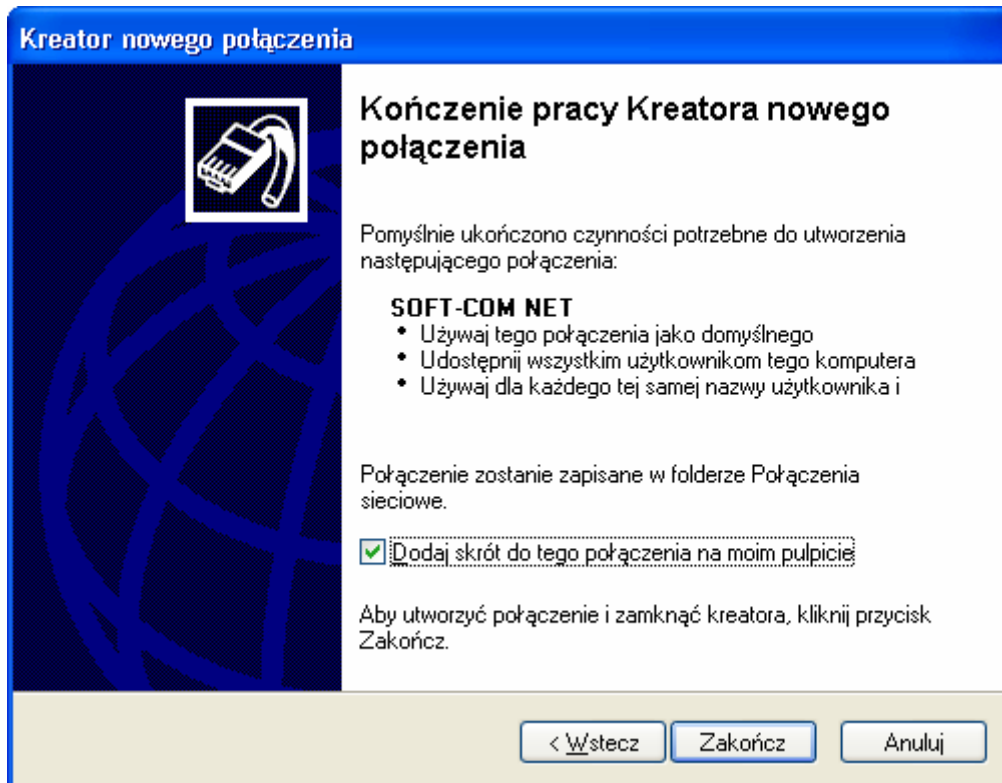 Kreator nowego połączenia
Kończenie pracy Kreatora nowego
połączenia
Pomyślnie ukończono czynności potrzebne do utworzenia
następującego połączenia:
SOFT-COM NET
• Używaj tego połączenia jako domyślnego
• Udostępnij wszystkim użytkownikom tego komputera
• Używaj dla każdego tej samej nazwy użytkownika i
Połączenie zostanie zapisane w folderze Połączenia
sieciowe.
Dodaj skrót do tego połączenia na moim pulpicie
Aby utworzyć połączenie i zamknąć kreatora, kliknij przycisk
Zakończ.
< Wstecz Zakończ Anuluj